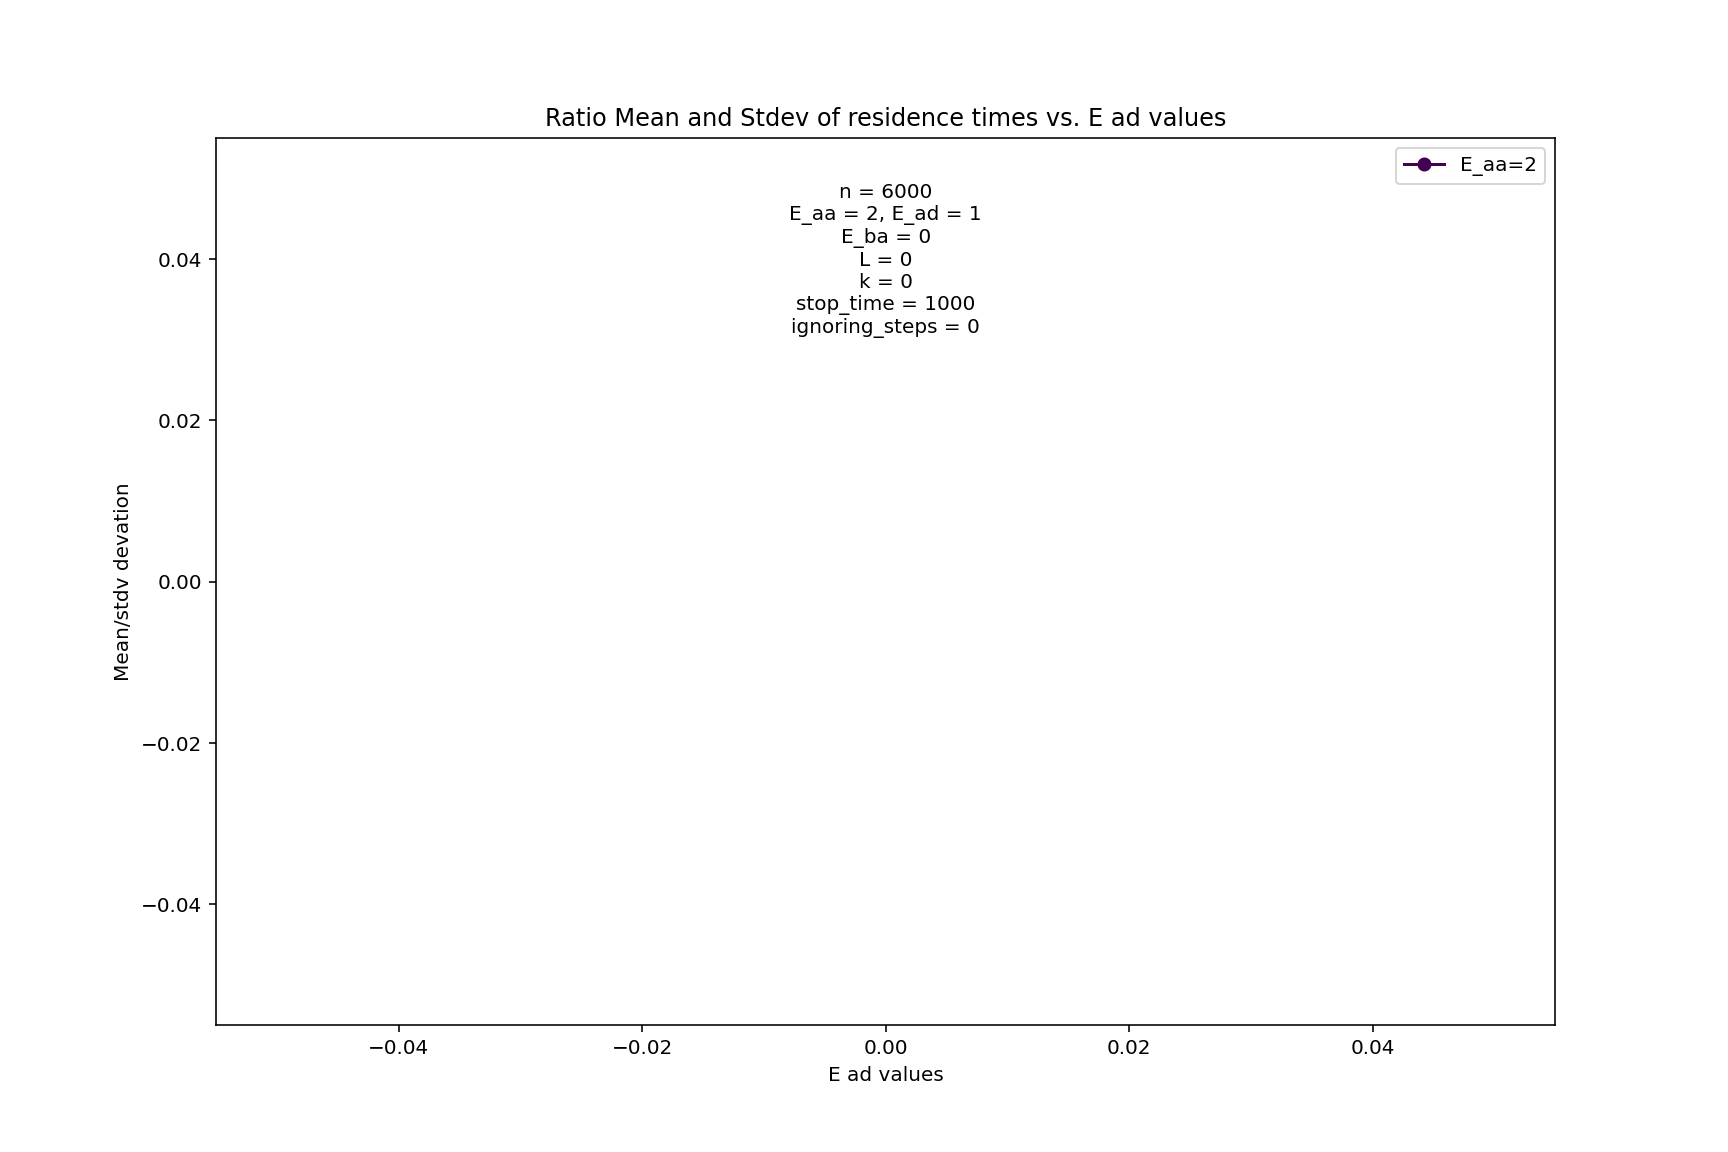 Ratio Mean and Stdev of residence times vs. E ad values
E_aa=2
n = 6000
E_aa = 2, E_ad = 1
E_ba = 0
L = 0
k = 0
stop_time = 1000
ignoring_steps = 0
Mean/stdv devation
0.04
0.02
0.00
−0.02
−0.04
−0.04
−0.02
0.00
0.02
0.04
E ad values